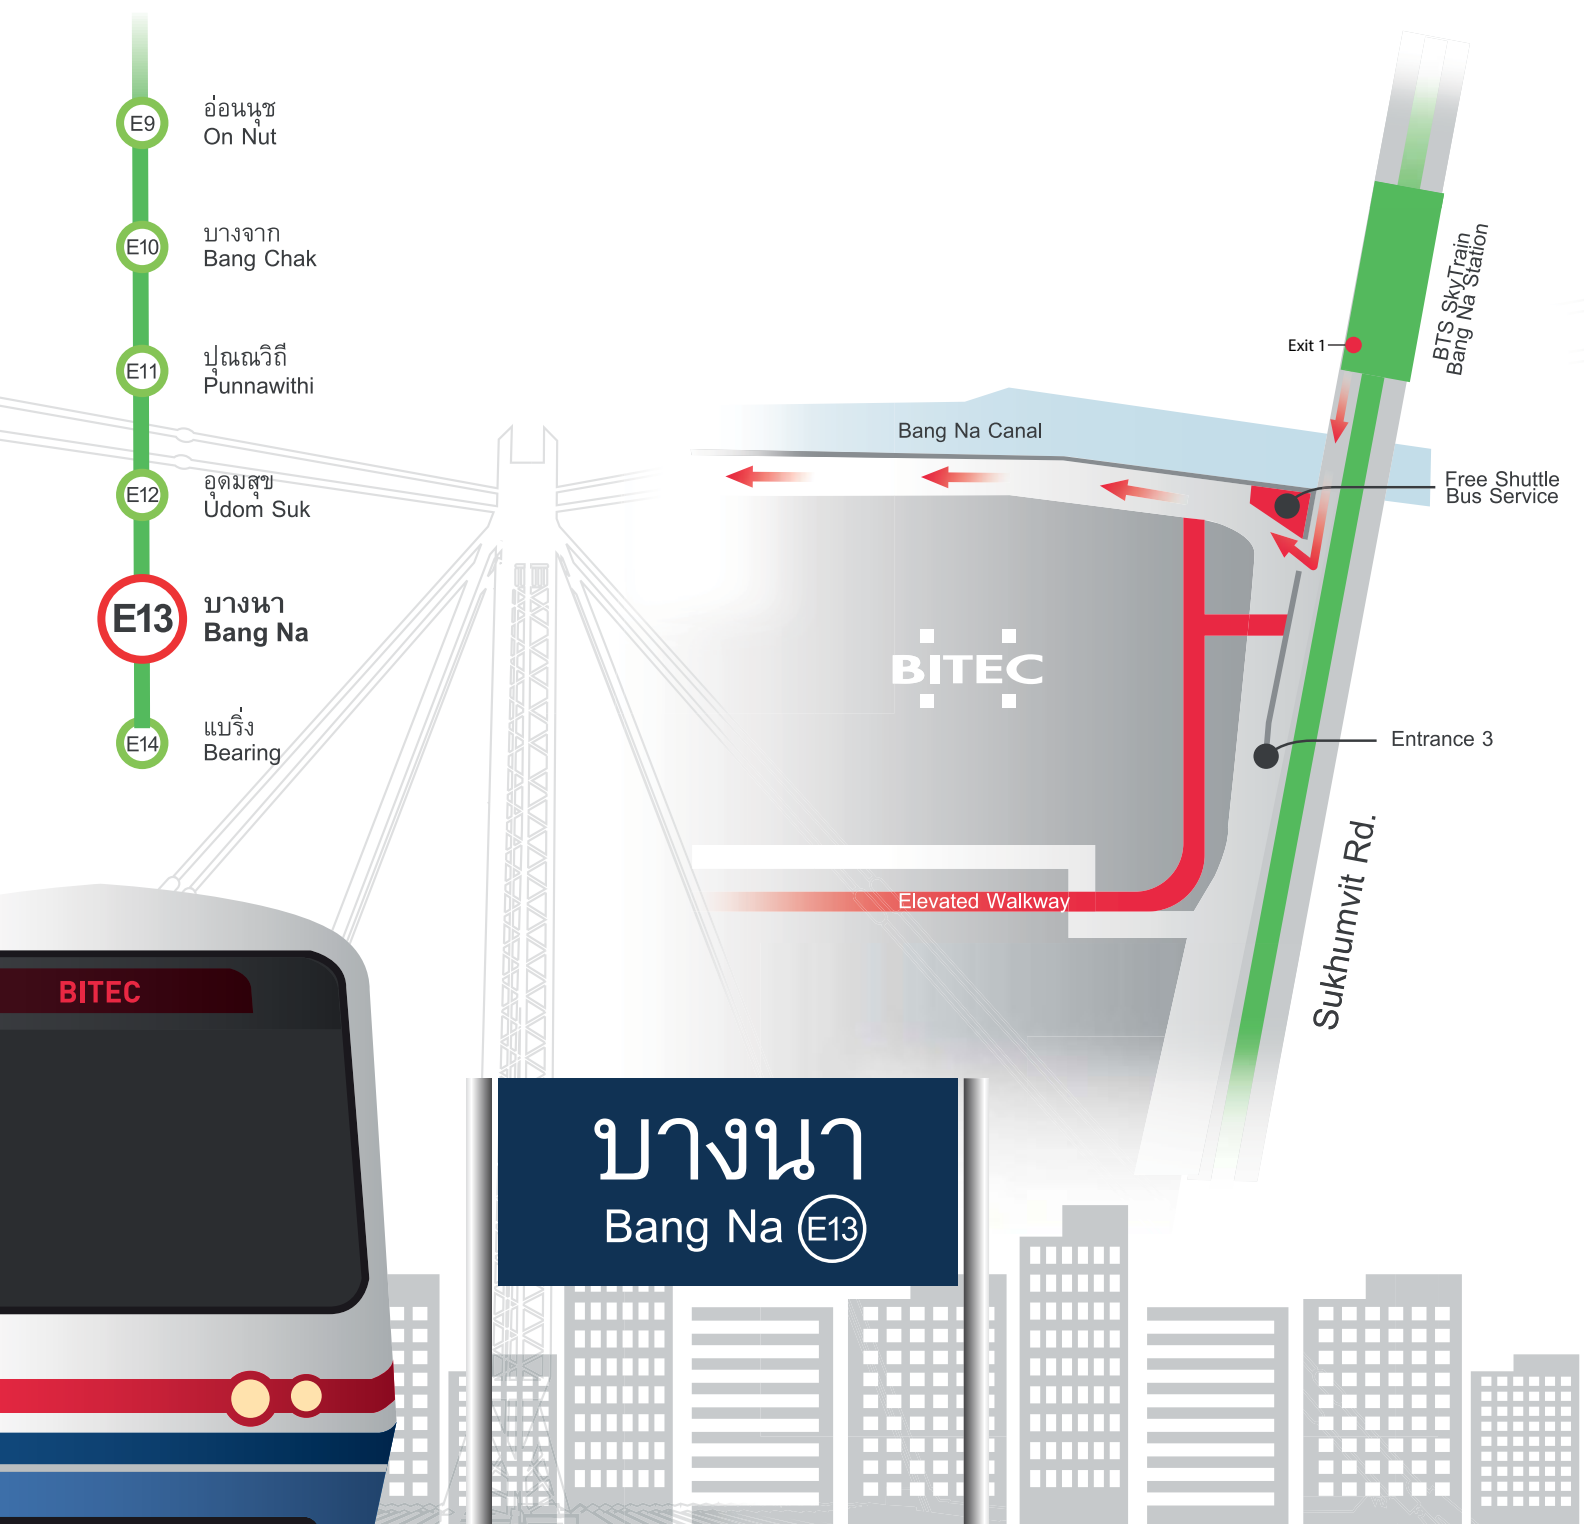 E9
อ่อนนุช
On Nut
E10
บางจาก
Bang Chak
E11
ปุณณวิถี
Punnawithi
E12
อุดมสุข
Udom Suk
E13
บางนา
Bang Na
E14
แบริ่ง
Bearing
BTS SkyTrain
Bang Na Station
Exit 1
Bang Na Canal
Free Shuttle
Bus Service
BITEC
Entrance 3
Sukhumvit Rd.
Elevated Walkway
BITEC
บางนา
Bang Na E13